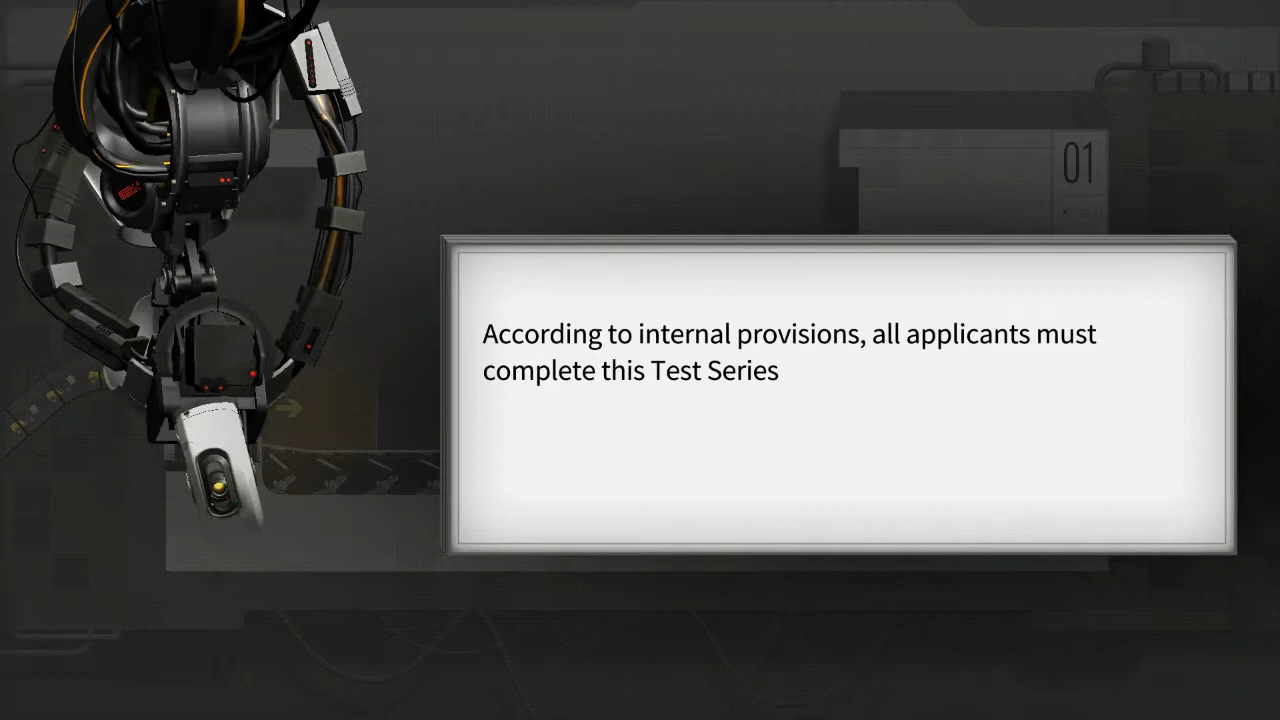 01
According to internal provisions, all applicants must
complete this Test Series